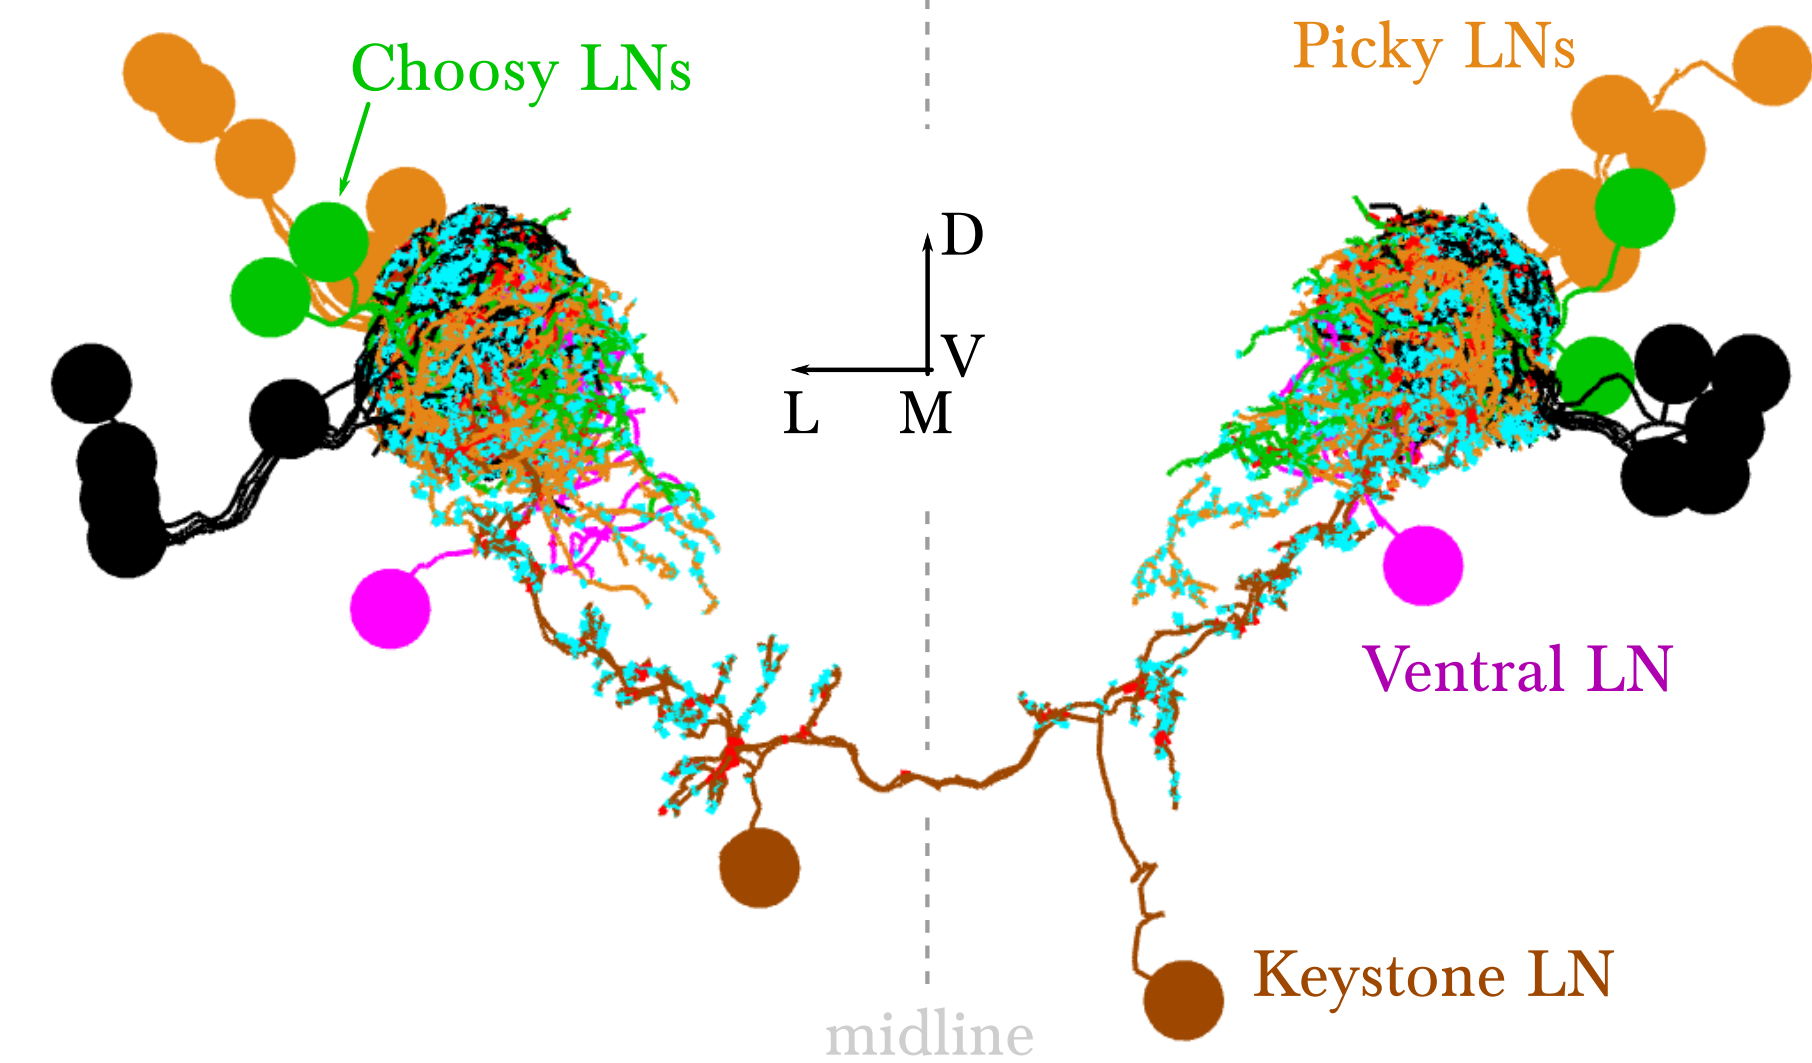 Choosy LNs
Picky LNs
D
V
L
M
Ventral LN
Keystone LN
midline